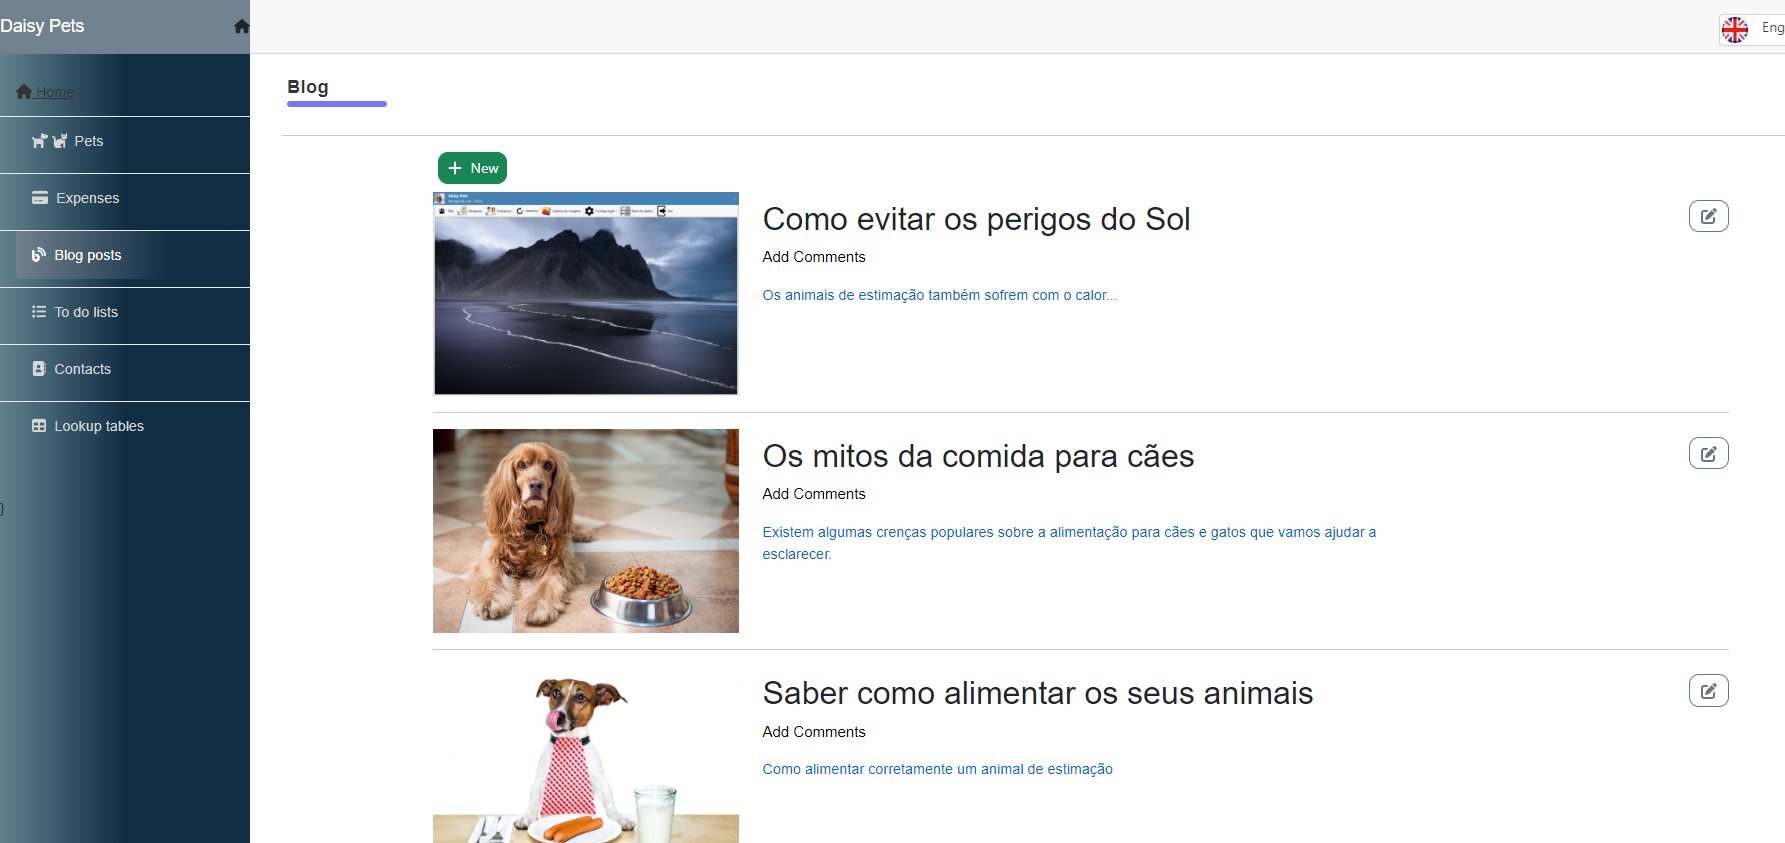 Daisy Pets
Eng
Home
Pets
Expenses
Blog posts
To do lists
Contacts
Lookup tables
}
Blog
New
Como evitar os perigos do Sol
Add Comments
Os animais de estimação também sofrem com o calor...
Os mitos da comida para cães
Add Comments
Existem algumas crenças populares sobre a alimentação para cães e gatos que vamos ajudar a
esclarecer.
Saber como alimentar os seus animais
Add Comments
Como alimentar corretamente um animal de estimação